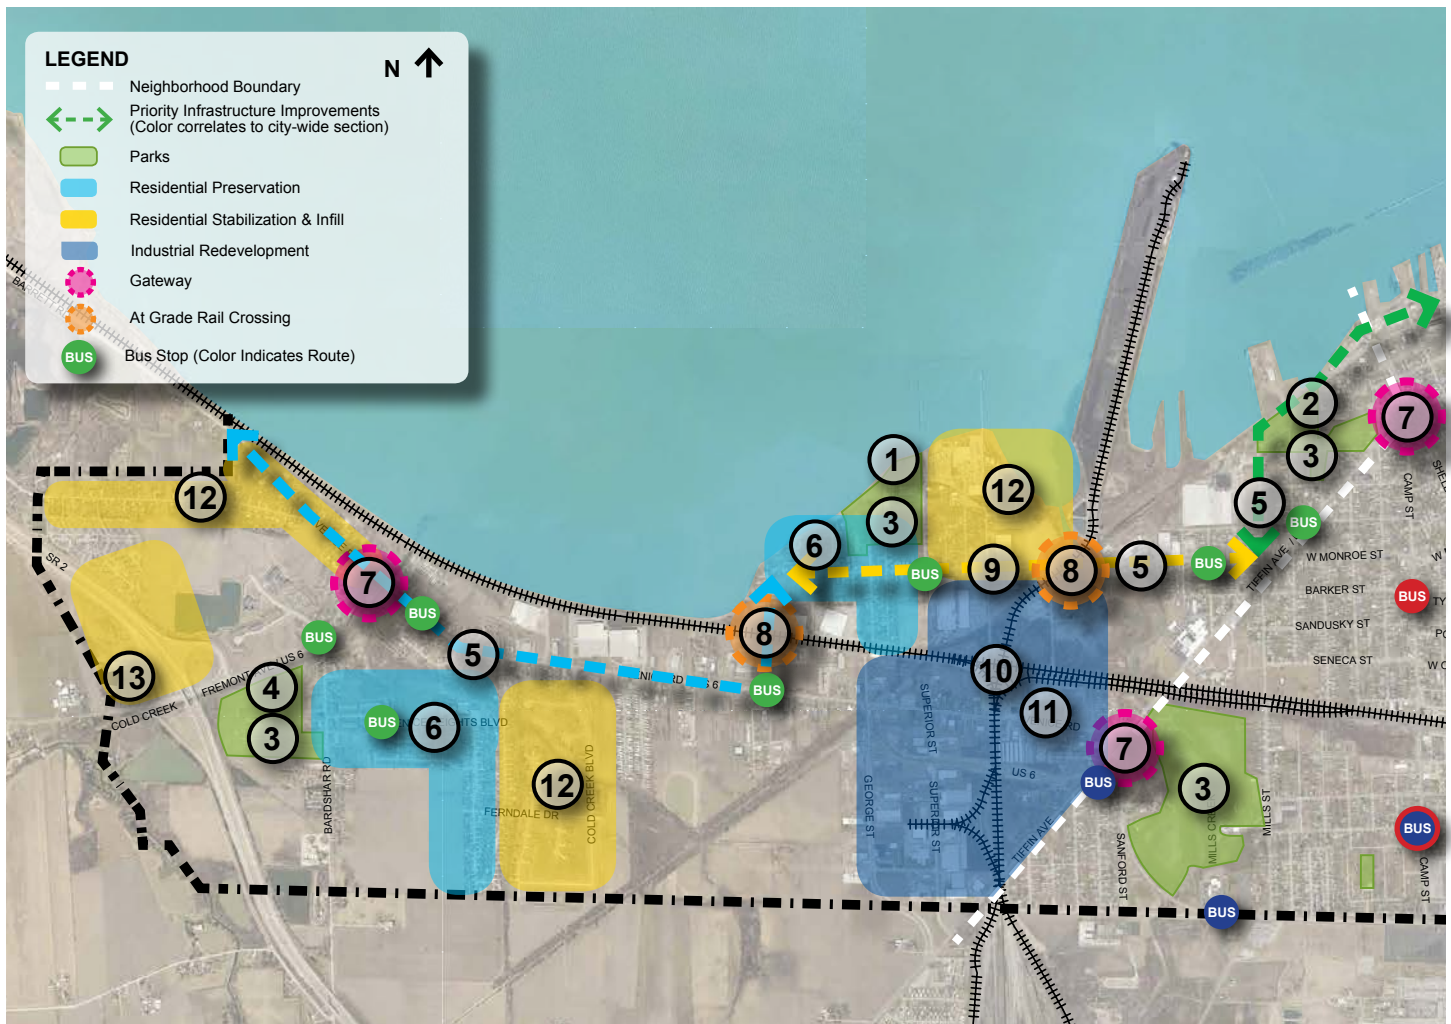 LEGEND
N
Neighborhood Boundary
Priority Infrastructure Improvements
(Color correlates to city-wide section)
Parks
Residential Preservation
Residential Stabilization & Infill
Industrial Redevelopment
Gateway
At Grade Rail Crossing
BUS
Bus Stop (Color Indicates Route)
2
7
1
3
12
3
CAMP ST
12
5
6
BUS
W MONROE ST
SR 2
7
9
8
5
BUS
TIFFIN AVE
BUS
BARKER ST
BUS
BUS
SANDUSKY ST
BUS
8
5
SENECA ST
FREMONT
US 6
13
4
10
BUS
COLD CREEK
11
SUPERIOR ST
BUS
6
3
7
US 6
BUS
12
3
BARDSHAR RD
FERNDALE DR
COLD CREEK BLVD
GEORGE ST
SUPERIOR ST
TIFFIN AVE
SANFORD ST
MILLS ST
BUS
CAMP ST
BUS